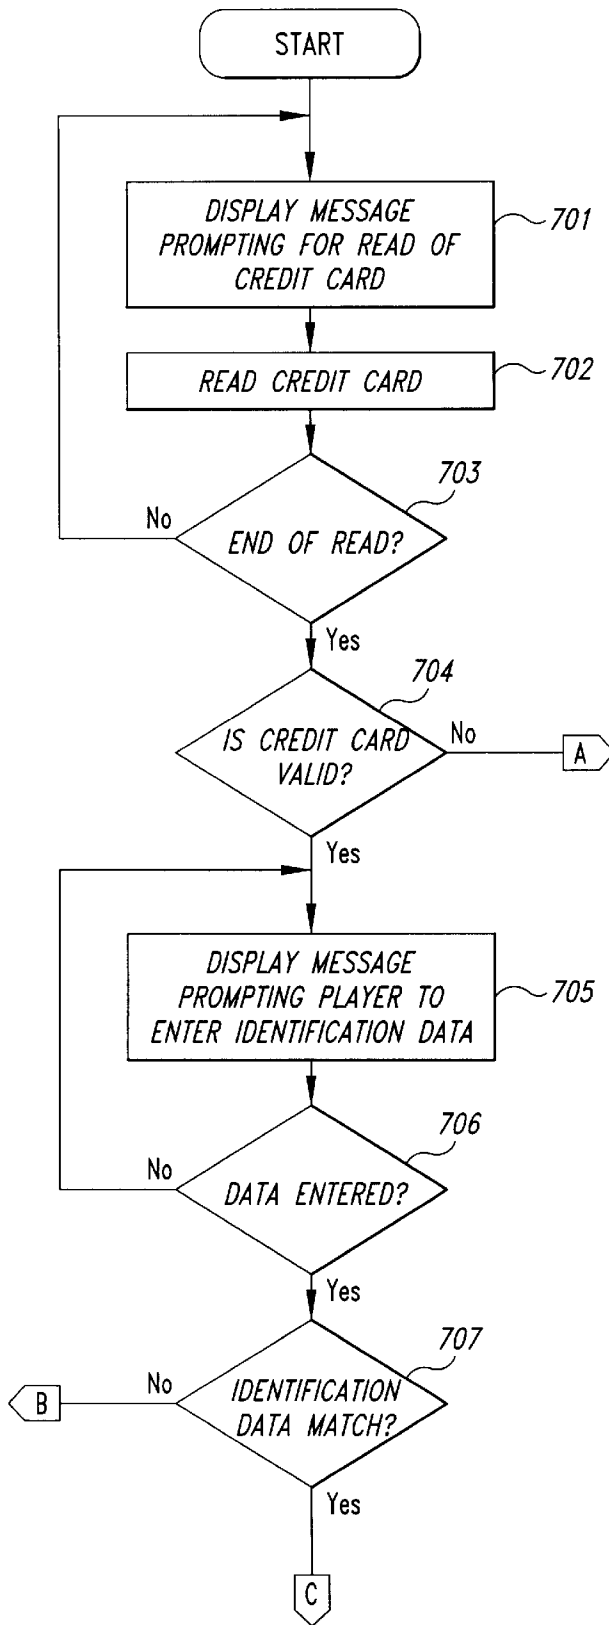 START
DISPLAY MESSAGE
PROMPTING FOR READ OF
CREDIT CARD
701
READ CREDIT CARD
702
703
END OF READ?
No
Yes
704
IS CREDIT CARD
VALID?
No
A
Yes
DISPLAY MESSAGE
PROMPTING PLAYER TO
ENTER IDENTIFICATION DATA
705
706
DATA ENTERED?
No
Yes
707
IDENTIFICATION
DATA MATCH?
No
B
Yes
C